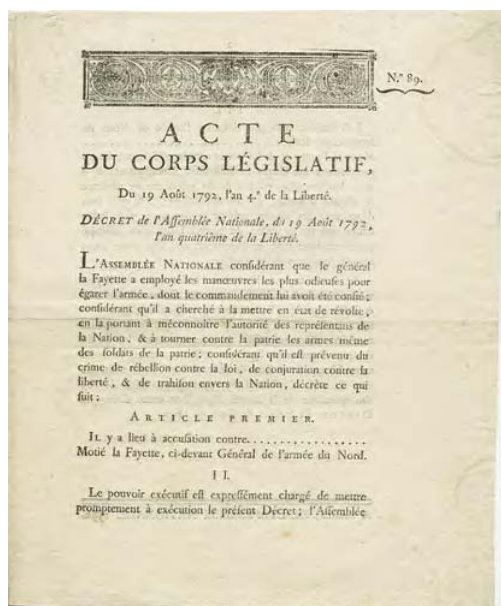 N.º 89.
ACTE
DU CORPS LÉGISLATIF,
Du 19 Août 1792, l'an 4.º de la Liberté.
DÉCRET de l'Aſſemblée Nationale, du 19 Août 1792,
l'an quatrième de la Liberté.
L'ASSEMBLÉE NATIONALE conſidérant que le général
la Fayette a employé les manœuvres les plus odieuſes pour
égarer l'armée, dont le commandement lui avoit été confié;
conſidérant qu'il a cherché à la mettre en état de révolte,
en la portant à méconnoître l'autorité des repréſentans de
la Nation, & à tourner contre la patrie les armes même
des ſoldats de la patrie; conſidérant qu'il eſt prévenu du
crime de rébellion contre la loi, de conjuration contre la
liberté, & de trahiſon envers la Nation, décrète ce qui
ſuit:
ARTICLE PREMIER.
IL y a lieu à accuſation contre..................
Motié la Fayette, ci-devant Général de l'armée du Nord.
II.
Le pouvoir exécutif eſt expreſſément chargé de mettre
promptement à exécution le préſent Décret; l'Aſſemblée